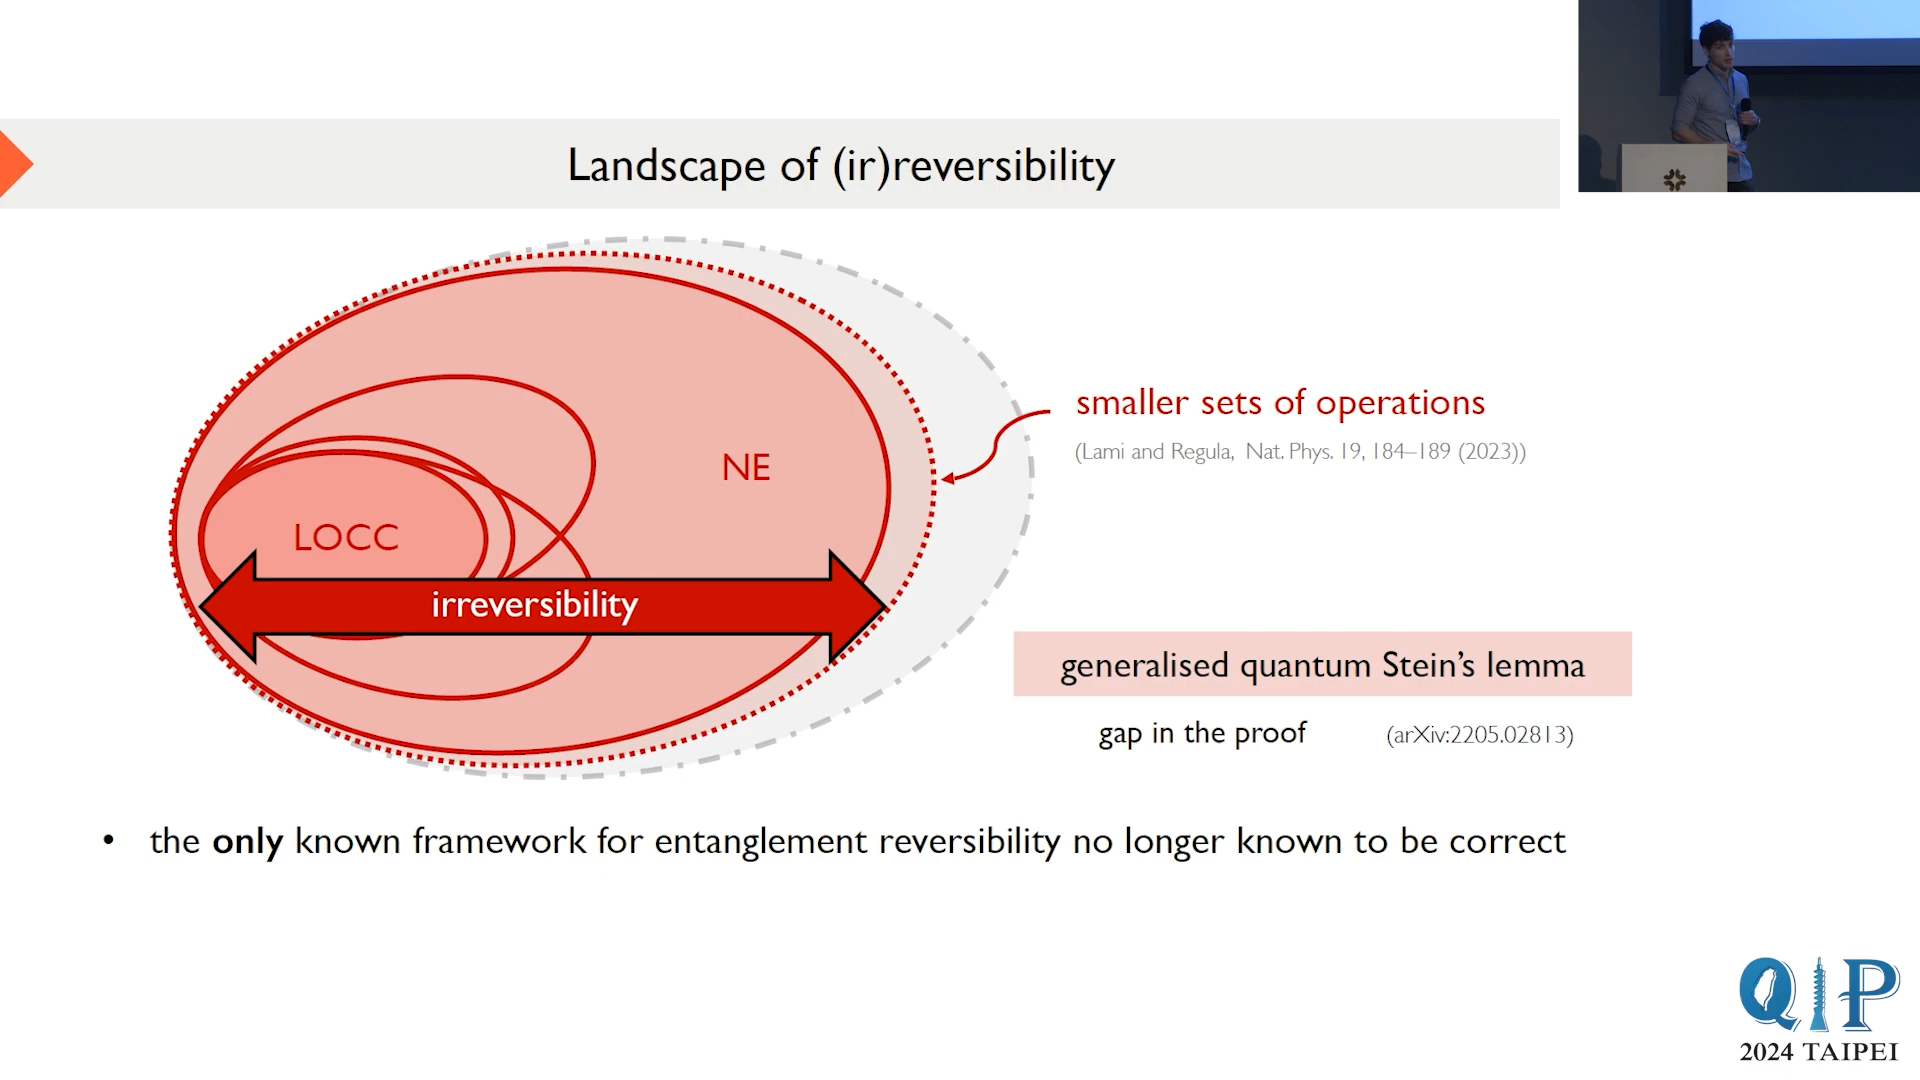 Landscape of (ir)reversibility
smaller sets of operations
(Lami and Regula, Nat. Phys. 19, 184–189 (2023))
NE
LOCC
irreversibility
generalised quantum Stein's lemma
gap in the proof (arXiv:2205.02813)
• the only known framework for entanglement reversibility no longer known to be correct
QIP
2024 TAIPEI